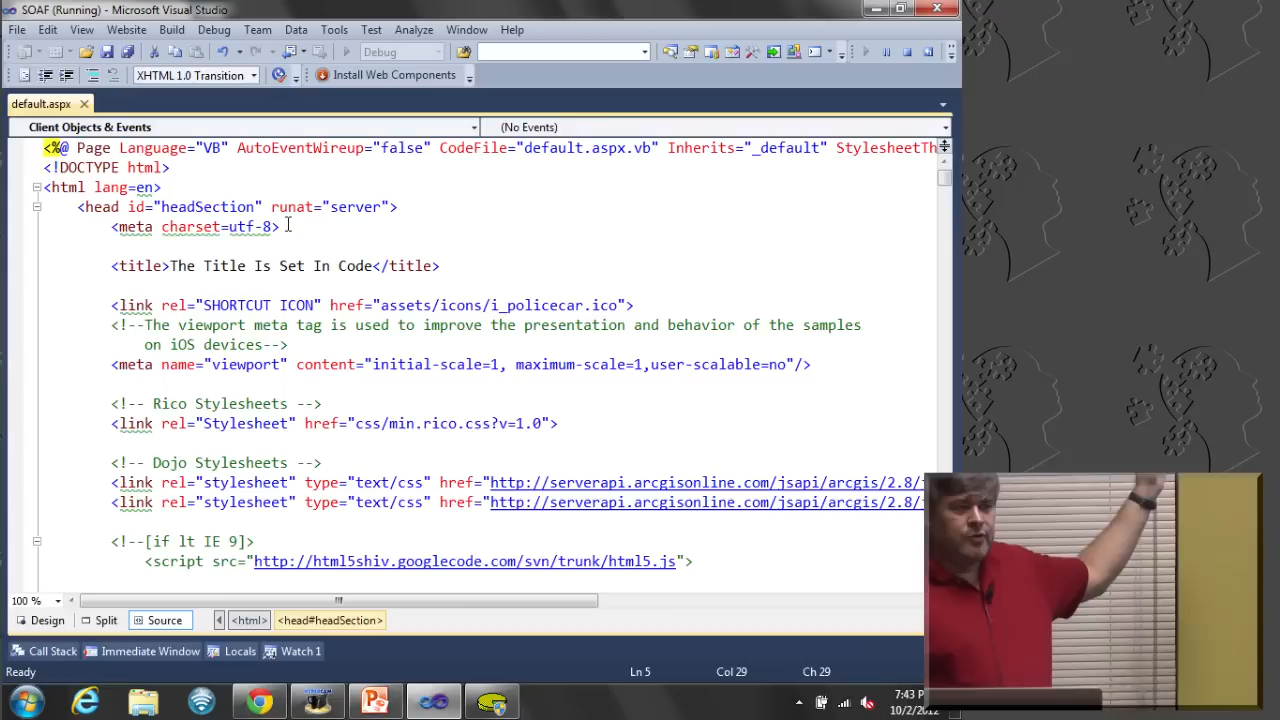 SOAF (Running) - Microsoft Visual Studio
File Edit View Website Build Debug Team Data Tools Test Analyze Window Help
Debug
XHTML 1.0 Transition Install Web Components
default.aspx
Client Objects & Events (No Events)
<%@ Page Language="VB" AutoEventWireup="false" CodeFile="default.aspx.vb" Inherits="_default" StylesheetTh
<!DOCTYPE html>
<html lang=en>
<head id="headSection" runat="server">
<meta charset=utf-8>
<title>The Title Is Set In Code</title>
<link rel="SHORTCUT ICON" href="assets/icons/i_policecar.ico">
<!--The viewport meta tag is used to improve the presentation and behavior of the samples
on iOS devices-->
<meta name="viewport" content="initial-scale=1, maximum-scale=1,user-scalable=no"/>
<!-- Rico Stylesheets -->
<link rel="Stylesheet" href="css/min.rico.css?v=1.0">
<!-- Dojo Stylesheets -->
<link rel="stylesheet" type="text/css" href="http://serverapi.arcgisonline.com/jsapi/arcgis/2.8/
<link rel="stylesheet" type="text/css" href="http://serverapi.arcgisonline.com/jsapi/arcgis/2.8/
<!--[if lt IE 9]>
<script src="http://html5shiv.googlecode.com/svn/trunk/html5.js">
100 %
Design Split Source <html> <head#headSection>
Call Stack Immediate Window Locals Watch 1
Ready Ln 5 Col 29 Ch 29
7:43 PM
10/2/2012